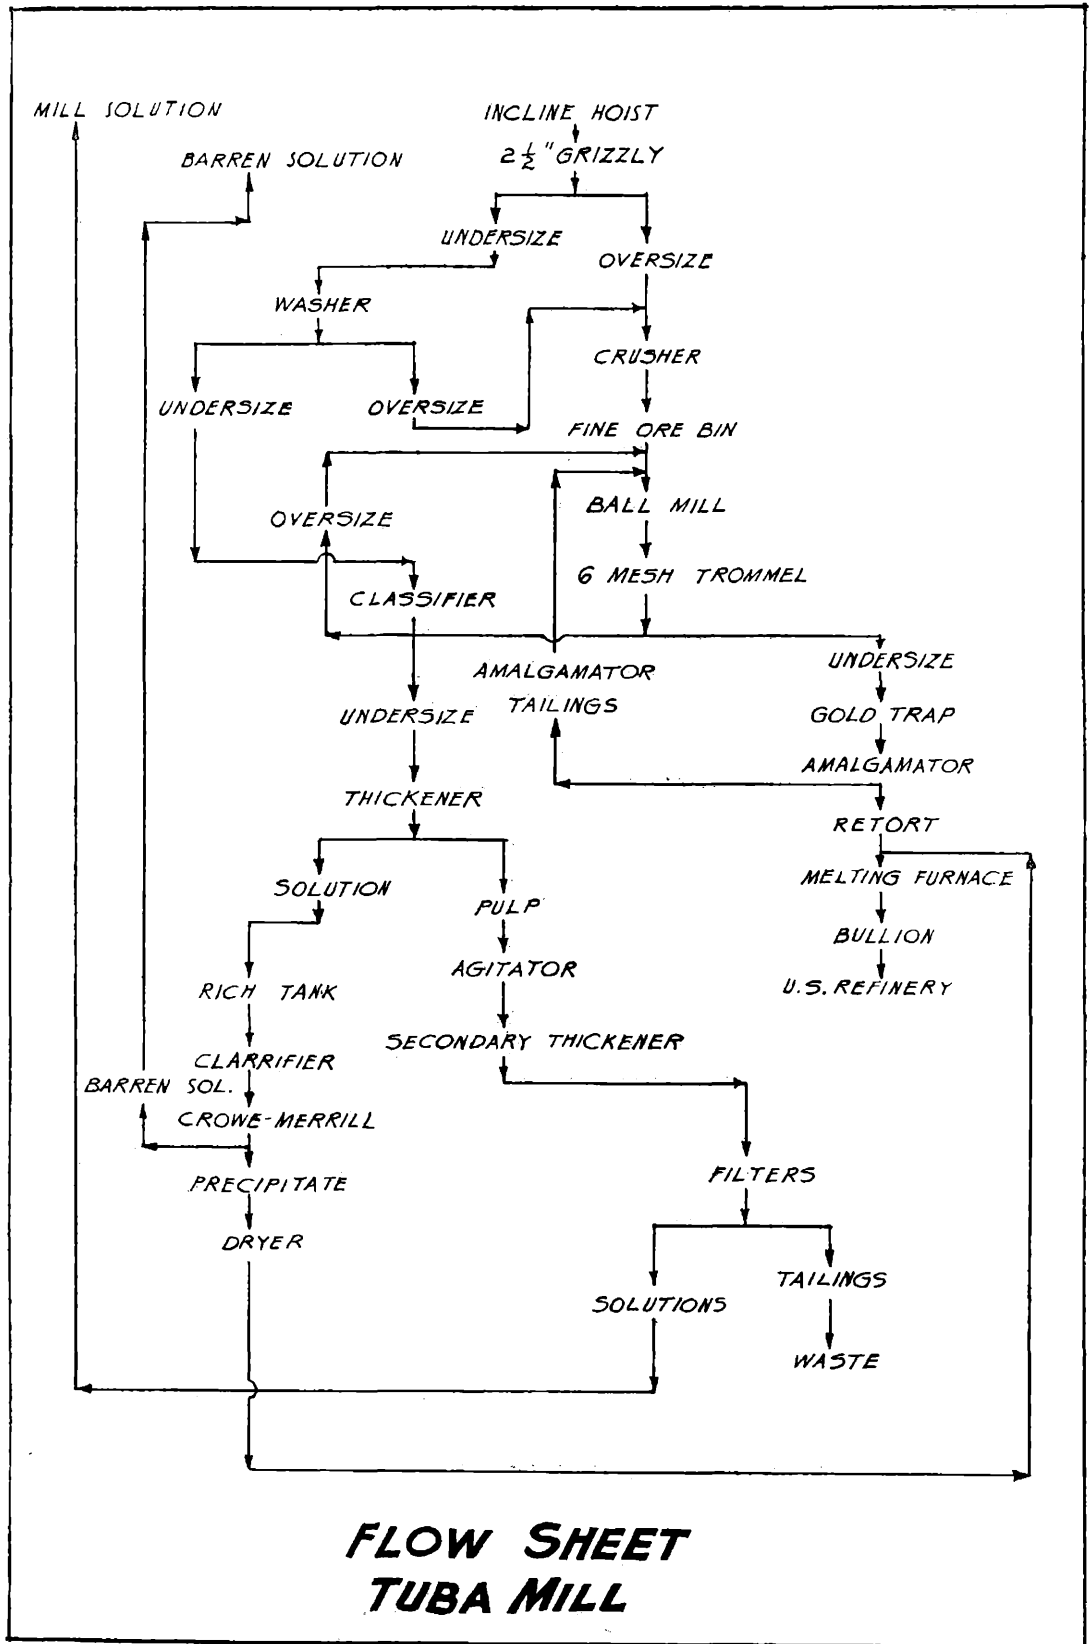 MILL SOLUTION
INCLINE HOIST
BARREN SOLUTION
2 1/2" GRIZZLY
UNDERSIZE
OVERSIZE
WASHER
CRUSHER
UNDERSIZE
OVERSIZE
FINE ORE BIN
BALL MILL
OVERSIZE
6 MESH TROMMEL
CLASSIFIER
UNDERSIZE
AMALGAMATOR
TAILINGS
UNDERSIZE
GOLD TRAP
AMALGAMATOR
THICKENER
RETORT
SOLUTION
PULP
MELTING FURNACE
BULLION
AGITATOR
U.S. REFINERY
RICH TANK
SECONDARY THICKENER
CLARRIFIER
BARREN SOL.
CROWE-MERRILL
PRECIPITATE
FILTERS
DRYER
TAILINGS
SOLUTIONS
WASTE
FLOW SHEET
TUBA MILL